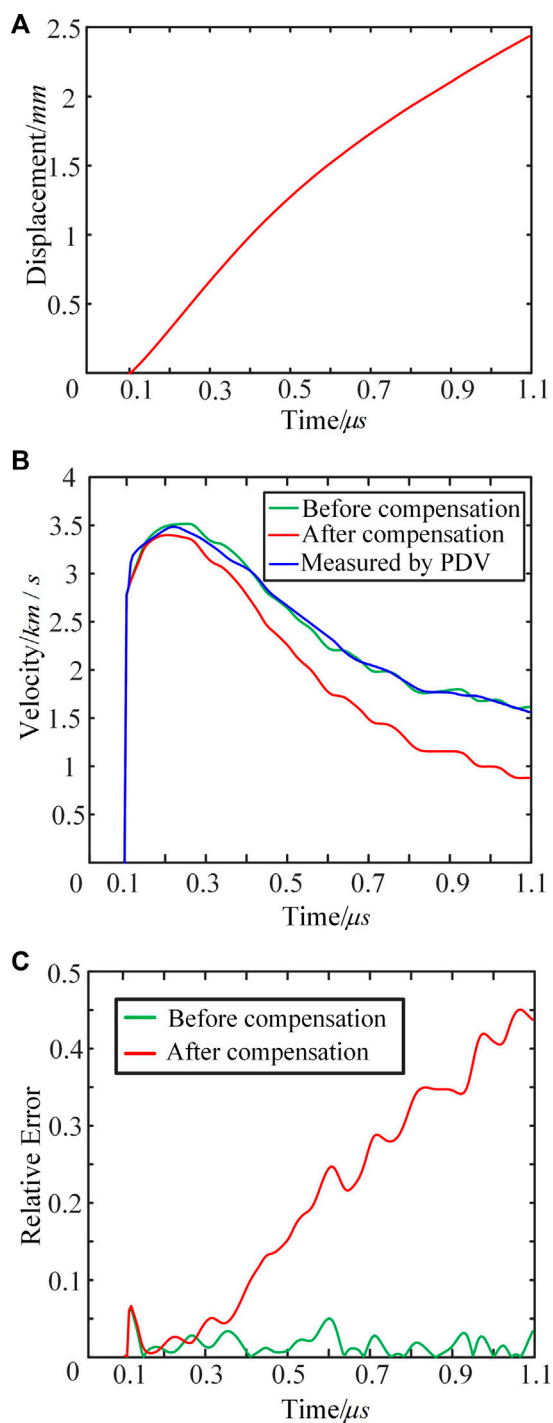 A
2.5
2
1.5
1
0.5
0
Displacement/mm
0.1 0.3 0.5 0.7 0.9 1.1
Time/μs
B
4
3.5
3
2.5
2
1.5
1
0.5
0
Velocity/km / s
Before compensation
After compensation
Measured by PDV
0.1 0.3 0.5 0.7 0.9 1.1
Time/μs
C
0.5
0.4
0.3
0.2
0.1
0
Relative Error
Before compensation
After compensation
0.1 0.3 0.5 0.7 0.9 1.1
Time/μs